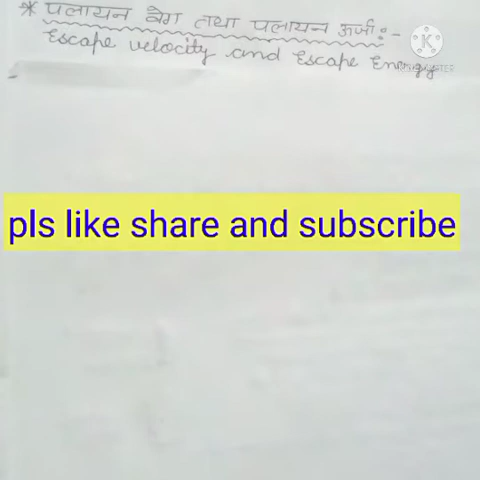 * पलायन वेग तथा पलायन ऊर्जा :-
Escape velocity and Escape Energy
pls like share and subscribe